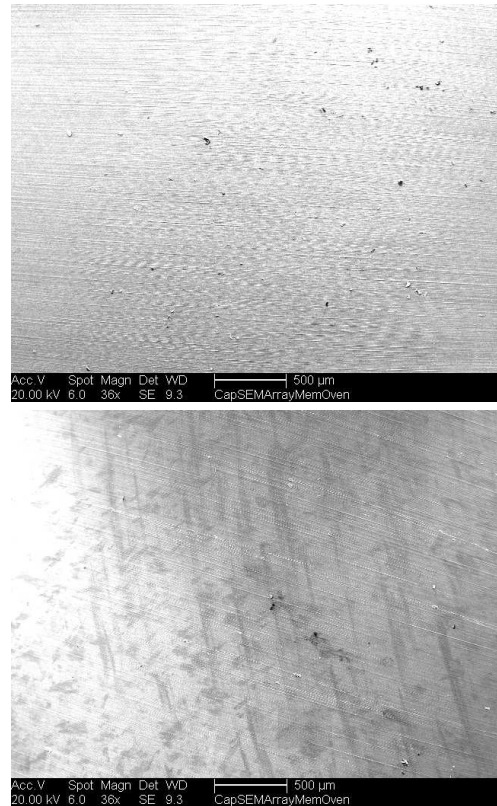 Acc.V Spot Magn Det WD 500 µm
20.00 kV 6.0 36x SE 9.3 CapSEMArrayMemOven
Acc.V Spot Magn Det WD 500 µm
20.00 kV 6.0 36x SE 9.3 CapSEMArrayMemOven